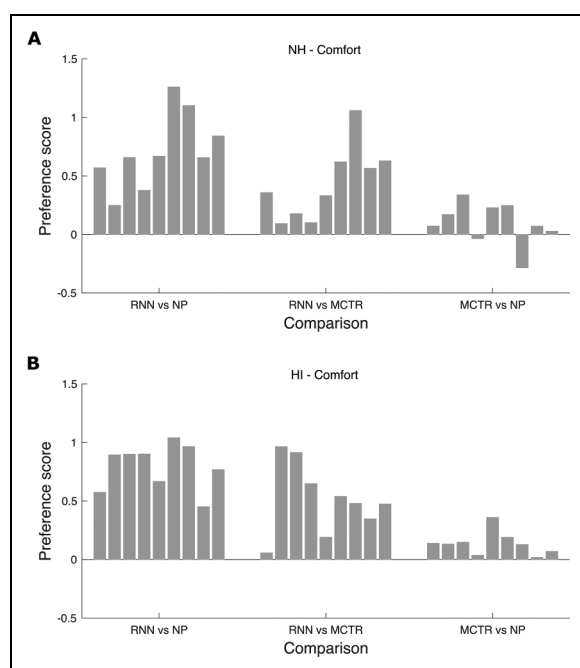 A
NH - Comfort
1.5
1
0.5
0
-0.5
Preference score
RNN vs NP RNN vs MCTR MCTR vs NP
Comparison
B
HI - Comfort
1.5
1
0.5
0
-0.5
Preference score
RNN vs NP RNN vs MCTR MCTR vs NP
Comparison